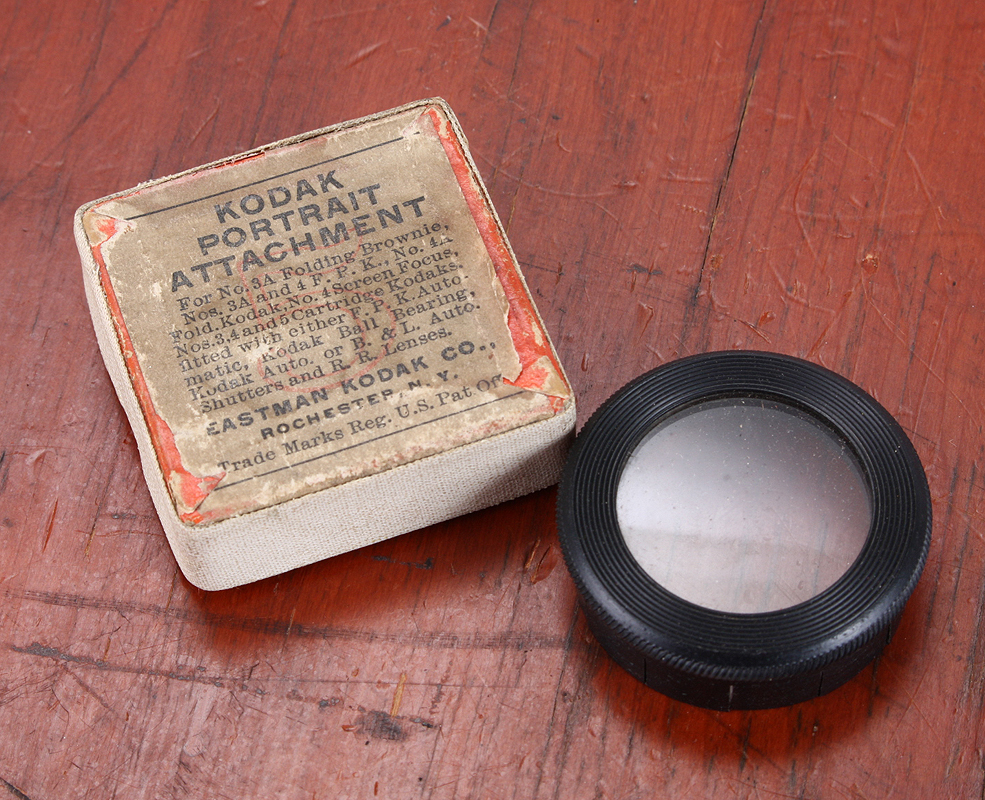 KODAK
PORTRAIT
ATTACHMENT
For No. 3A Folding Brownie,
Nos. 3A and 4 F. P. K., No. 4A
Fold. Kodak, No. 4 Screen Focus,
Nos. 3, 4 and 5 Cartridge Kodaks.
fitted with either F. P. K. Auto
matic, Kodak Ball Bearing,
Kodak Auto. or B. & L. Auto.
Shutters and R. R. Lenses.
EASTMAN KODAK CO.,
ROCHESTER, N. Y.
Trade Marks Reg. U.S. Pat Off